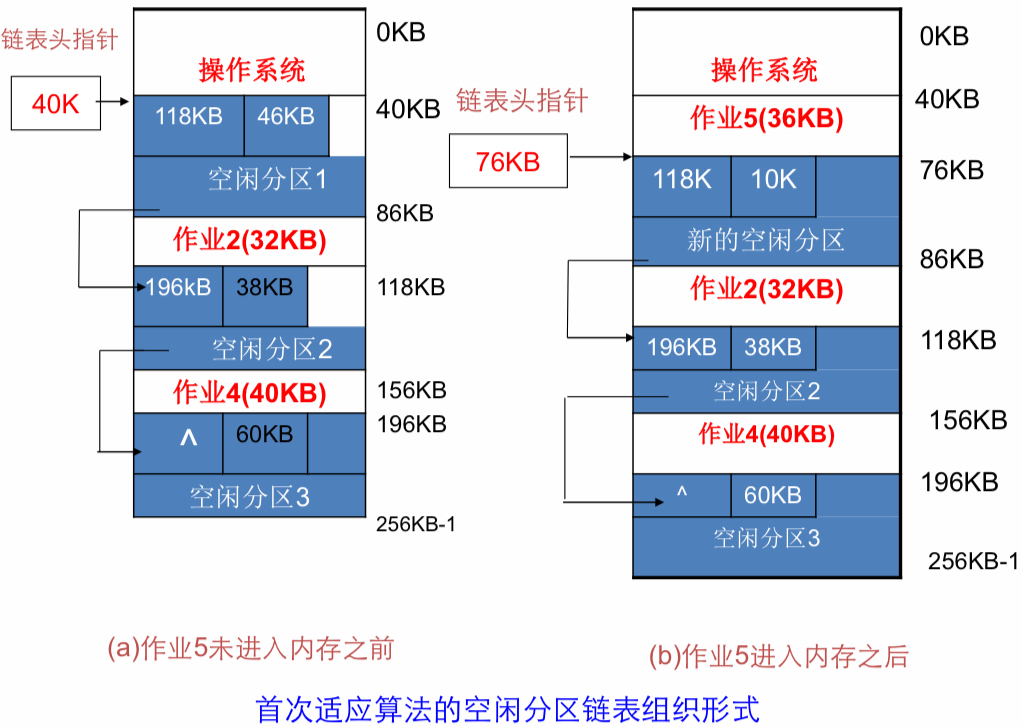 链表头指针
40K
操作系统
118KB 46KB
空闲分区1
作业2(32KB)
196kB 38KB
空闲分区2
作业4(40KB)
^ 60KB
空闲分区3
0KB
40KB
86KB
118KB
156KB
196KB
256KB-1
(a)作业5未进入内存之前
链表头指针
76KB
操作系统
作业5(36KB)
118K 10K
新的空闲分区
作业2(32KB)
196KB 38KB
空闲分区2
作业4(40KB)
^ 60KB
空闲分区3
0KB
40KB
76KB
86KB
118KB
156KB
196KB
256KB-1
(b)作业5进入内存之后
首次适应算法的空闲分区链表组织形式